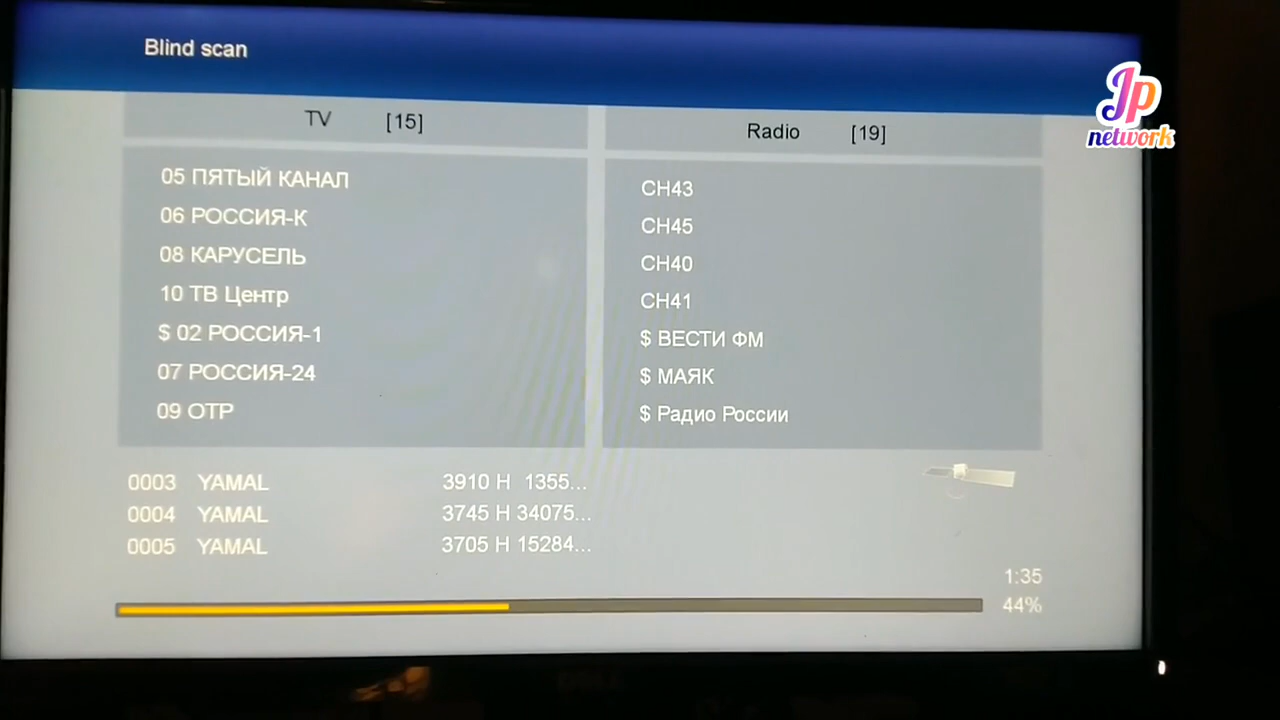 Blind scan
Jp
network
TV [15]
Radio [19]
05 ПЯТЫЙ КАНАЛ
06 РОССИЯ-К
08 КАРУСЕЛЬ
10 ТВ Центр
$ 02 РОССИЯ-1
07 РОССИЯ-24
09 ОТР
CH43
CH45
CH40
CH41
$ ВЕСТИ ФМ
$ МАЯК
$ Радио России
0003 YAMAL 3910 H 1355...
0004 YAMAL 3745 H 34075...
0005 YAMAL 3705 H 15284...
1:35
44%